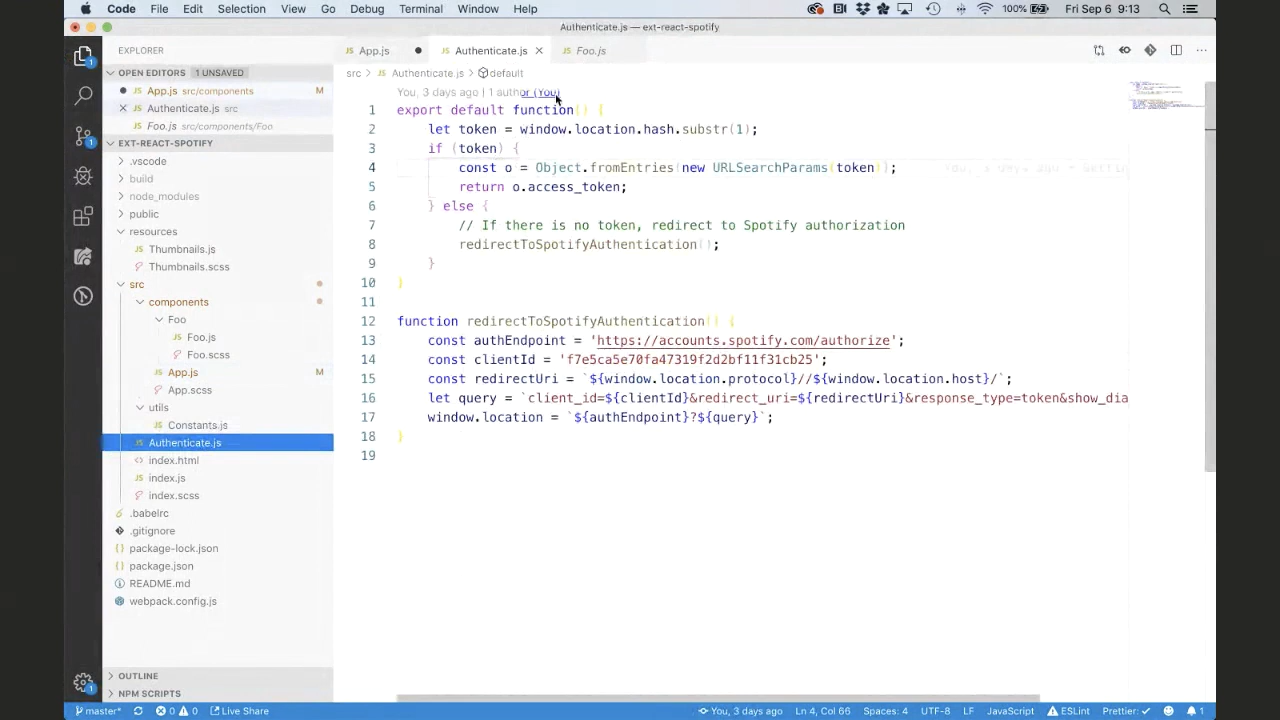 Code File Edit Selection View Go Debug Terminal Window Help 100% Fri Sep 6 9:13
Authenticate.js — ext-react-spotify
EXPLORER
OPEN EDITORS 1 UNSAVED
App.js src/components M
Authenticate.js src
Foo.js src/components/Foo
EXT-REACT-SPOTIFY
.vscode
build
node_modules
public
resources
Thumbnails.js
Thumbnails.scss
src
components
Foo
Foo.js
Foo.scss
App.js M
App.scss
utils
Constants.js
Authenticate.js
index.html
index.js
index.scss
.babelrc
.gitignore
package-lock.json
package.json
README.md
webpack.config.js
OUTLINE
NPM SCRIPTS
App.js Authenticate.js Foo.js
src > Authenticate.js > default
You, 3 days ago | 1 author (You)
1 export default function() {
2 let token = window.location.hash.substr(1);
3 if (token) {
4 const o = Object.fromEntries(new URLSearchParams(token)); You, 3 days ago
5 return o.access_token;
6 } else {
7 // If there is no token, redirect to Spotify authorization
8 redirectToSpotifyAuthentication();
9 }
10 }
11
12 function redirectToSpotifyAuthentication() {
13 const authEndpoint = 'https://accounts.spotify.com/authorize';
14 const clientId = 'f7e5ca5e70fa47319f2d2bf11f31cb25';
15 const redirectUri = `${window.location.protocol}//${window.location.host}/`;
16 let query = `client_id=${clientId}&redirect_uri=${redirectUri}&response_type=token&show_dia
17 window.location = `${authEndpoint}?${query}`;
18 }
19
master* 0 0 Live Share You, 3 days ago Ln 4, Col 66 Spaces: 4 UTF-8 LF JavaScript ESLint Prettier: ✓ 1